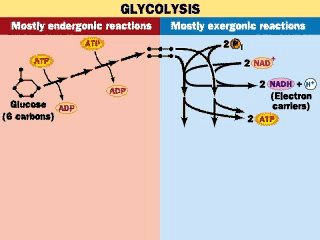 GLYCOLYSIS
Mostly endergonic reactions
Mostly exergonic reactions
ATP
ATP
ADP
ADP
Glucose
(6 carbons)
2 Pi
2 NAD+
2 NADH + H+
(Electron
carriers)
2 ATP